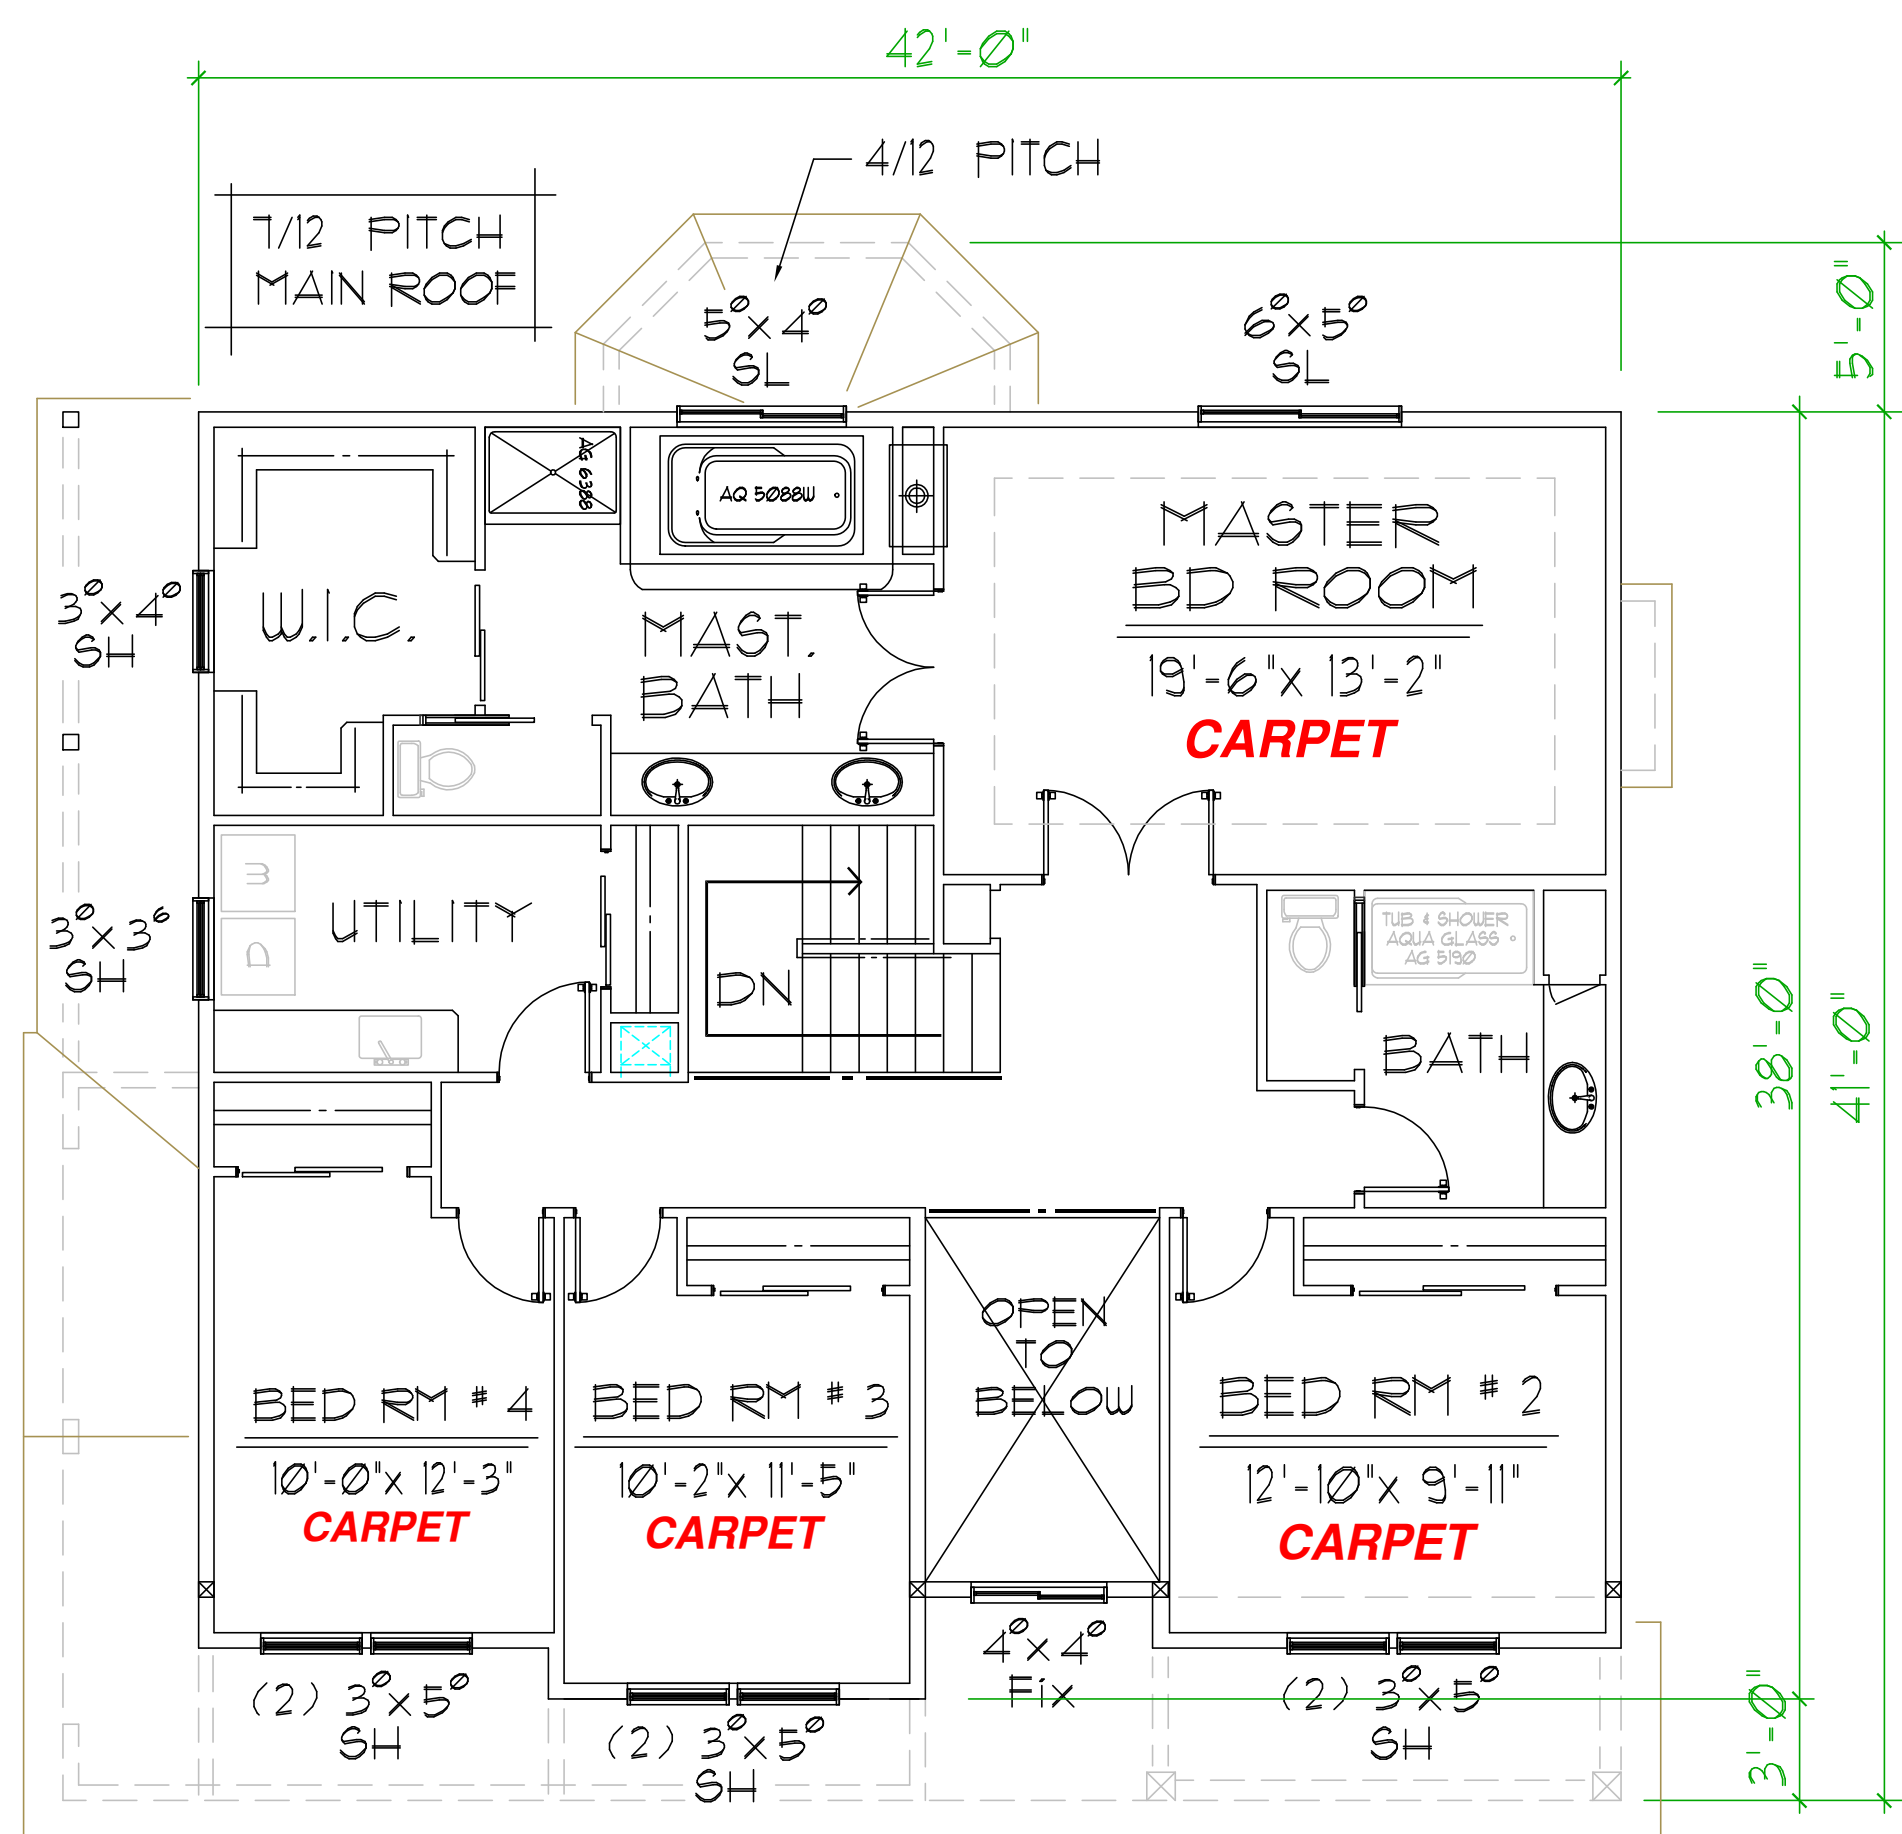 42'-0"
4/12 PITCH
7/12 PITCH
MAIN ROOF
5⁰x4⁰
SL
6⁰x5⁰
SL
5'-0"
AG 6388
AQ 5088W
MASTER
BD ROOM
19'-6"x 13'-2"
CARPET
3⁰x4⁰
SH
W.I.C.
MAST.
BATH
3⁰x3⁶
SH
W
D
UTILITY
DN
TUB & SHOWER
AQUA GLASS
AG 5190
BATH
38'-0"
41'-0"
OPEN
TO
BELOW
BED RM # 4
10'-0"x 12'-3"
CARPET
BED RM # 3
10'-2"x 11'-5"
CARPET
BED RM # 2
12'-10"x 9'-11"
CARPET
4⁰x4⁰
Fix
(2) 3⁰x5⁰
SH
(2) 3⁰x5⁰
SH
(2) 3⁰x5⁰
SH
3'-0"